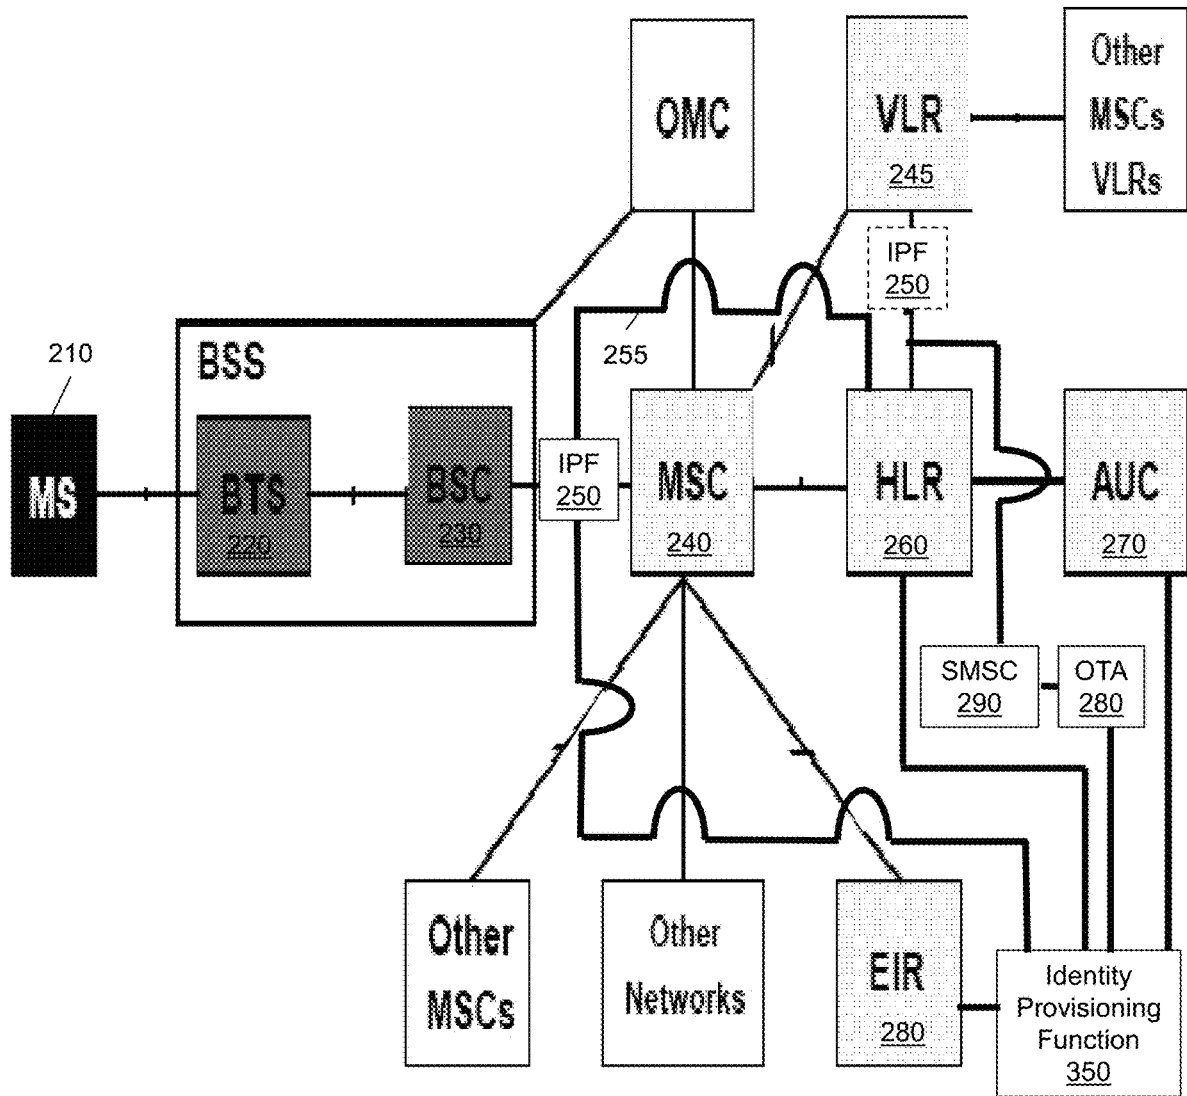 OMC
VLR
245
Other
MSCs
VLRs
IPF
250
255
210
BSS
MS
BTS
220
BSC
230
IPF
250
MSC
240
HLR
260
AUC
270
SMSC
290
OTA
280
Other
MSCs
Other
Networks
EIR
280
Identity
Provisioning
Function
350